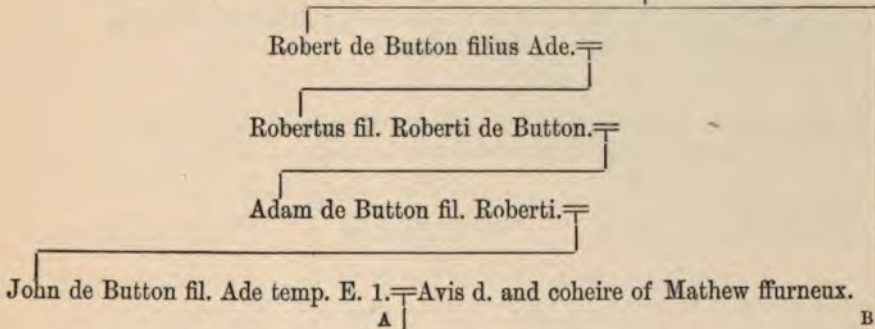 Robert de Button filius Ade.
Robertus fil. Roberti de Button.
Adam de Button fil. Roberti.
John de Button fil. Ade temp. E. 1. Avis d. and coheire of Mathew ffurneux.
A B